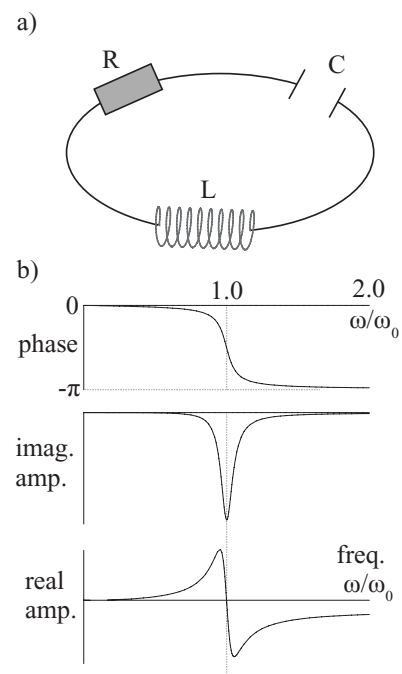 a)
R
C
L
b)
1.0 2.0
0
ω/ω0
phase
-π
imag.
amp.
freq.
real ω/ω0
amp.